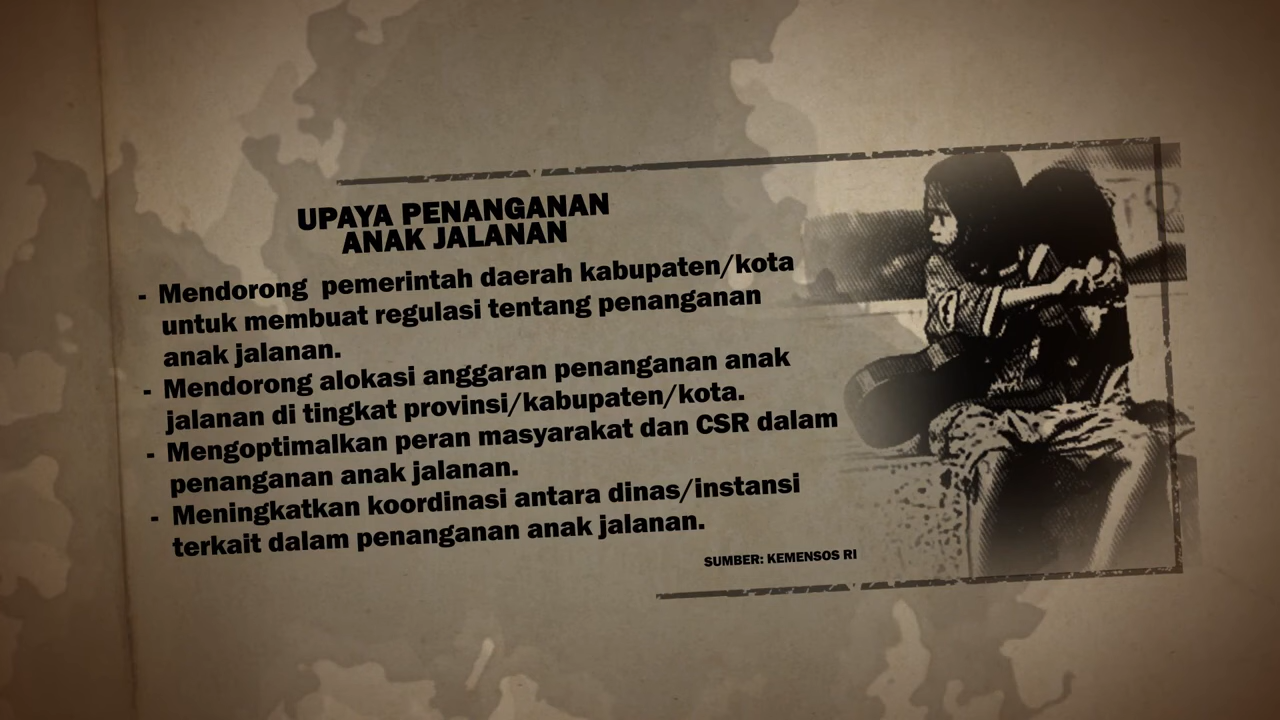 UPAYA PENANGANAN
ANAK JALANAN
- Mendorong pemerintah daerah kabupaten/kota
untuk membuat regulasi tentang penanganan
anak jalanan.
- Mendorong alokasi anggaran penanganan anak
jalanan di tingkat provinsi/kabupaten/kota.
- Mengoptimalkan peran masyarakat dan CSR dalam
penanganan anak jalanan.
- Meningkatkan koordinasi antara dinas/instansi
terkait dalam penanganan anak jalanan.
SUMBER: KEMENSOS RI